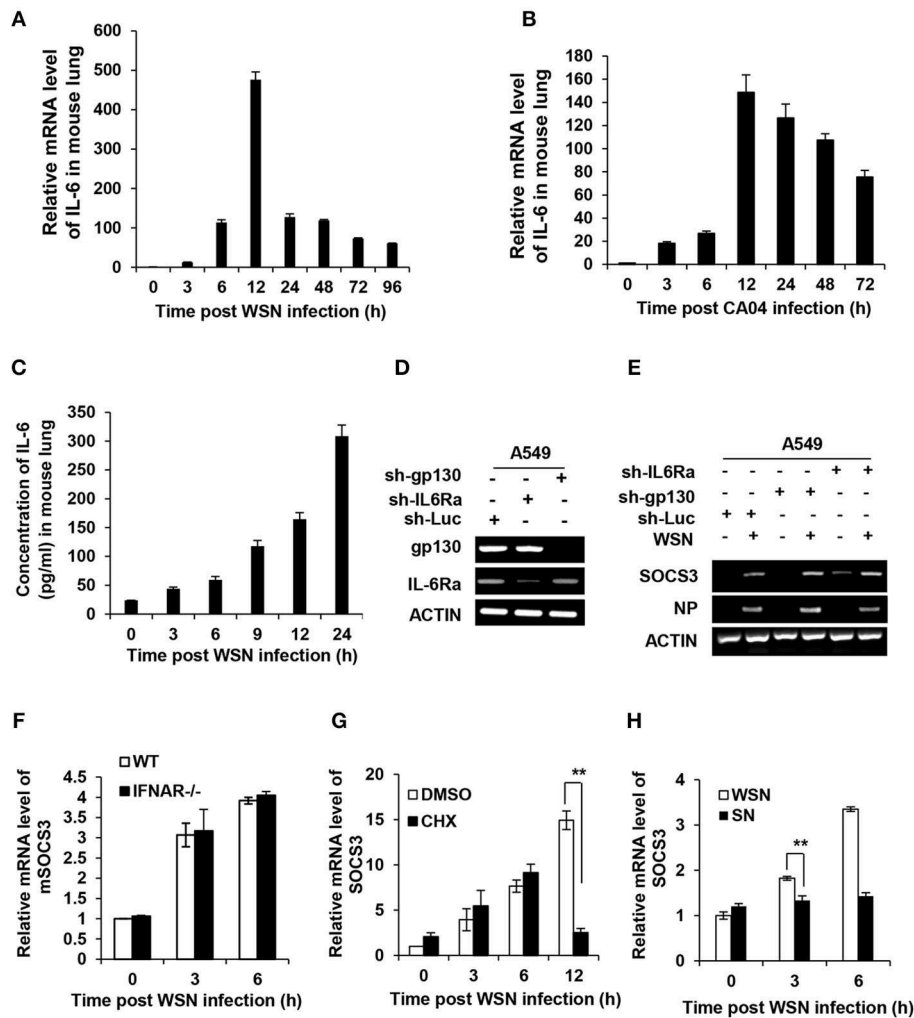 A
Relative mRNA level
of IL-6 in mouse lung
600
500
400
300
200
100
0
0 3 6 12 24 48 72 96
Time post WSN infection (h)
B
Relative mRNA level
of IL-6 in mouse lung
180
160
140
120
100
80
60
40
20
0
0 3 6 12 24 48 72
Time post CA04 infection (h)
C
Concentration of IL-6
(pg/ml) in mouse lung
350
300
250
200
150
100
50
0
0 3 6 9 12 24
Time post WSN infection (h)
D
A549
sh-gp130 - - +
sh-IL6Ra - + -
sh-Luc + - -
gp130
IL-6Ra
ACTIN
E
A549
sh-IL6Ra - - - - + +
sh-gp130 - - + + - -
sh-Luc + + - - - -
WSN - + - + - +
SOCS3
NP
ACTIN
F
Relative mRNA level of
mSOCS3
WT
IFNAR-/-
4.5
4
3.5
3
2.5
2
1.5
1
0.5
0
0 3 6
Time post WSN infection (h)
G
Relative mRNA level of
SOCS3
DMSO
CHX
**
20
15
10
5
0
0 3 6 12
Time post WSN infection (h)
H
Relative mRNA level of
SOCS3
WSN
SN
**
4
3
2
1
0
0 3 6
Time post WSN infection (h)